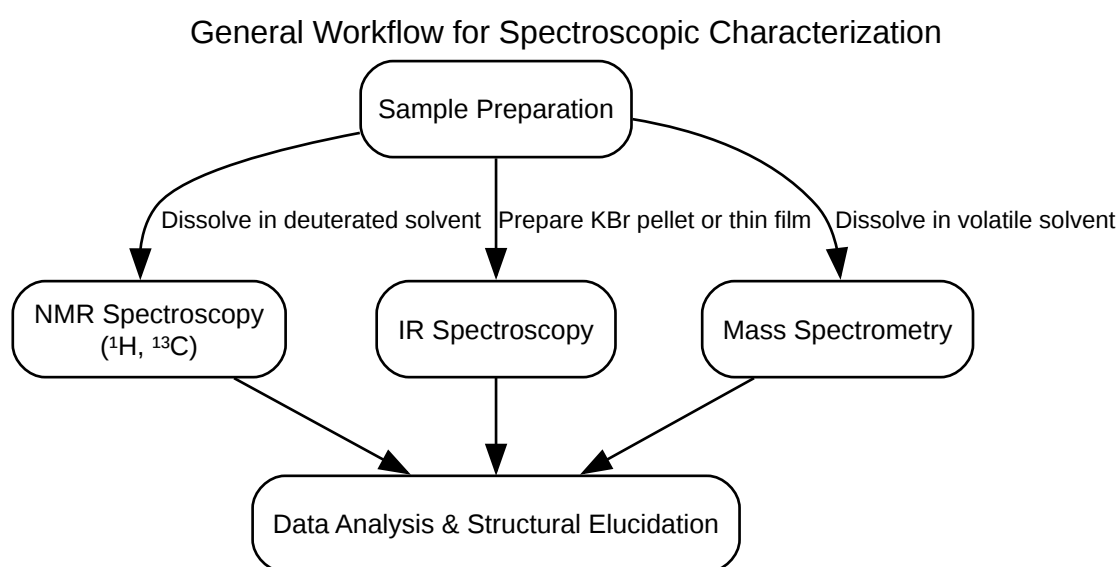 General Workflow for Spectroscopic Characterization
Sample Preparation
Dissolve in deuterated solvent
Prepare KBr pellet or thin film
Dissolve in volatile solvent
NMR Spectroscopy
(¹H, ¹³C)
IR Spectroscopy
Mass Spectrometry
Data Analysis & Structural Elucidation